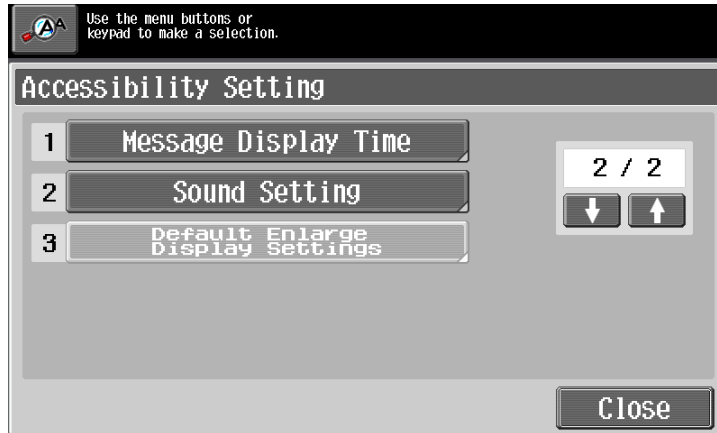 Use the menu buttons or
keypad to make a selection.
Accessibility Setting
1 Message Display Time
2 / 2
2 Sound Setting
3 Default Enlarge
Display Settings
Close